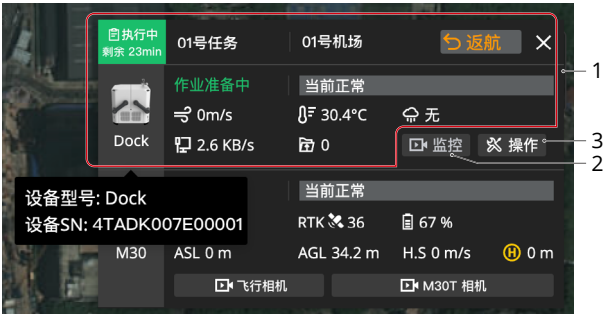 执行中 01号任务 01号机场 返航
剩余 23min
作业准备中 当前正常
0m/s 30.4°C 无
Dock 2.6 KB/s 0 监控 操作
设备型号: Dock
设备SN: 4TADK007E00001
当前正常
RTK 36 67 %
M30 ASL 0 m AGL 34.2 m H.S 0 m/s H 0 m
飞行相机 M30T 相机
1
3
2